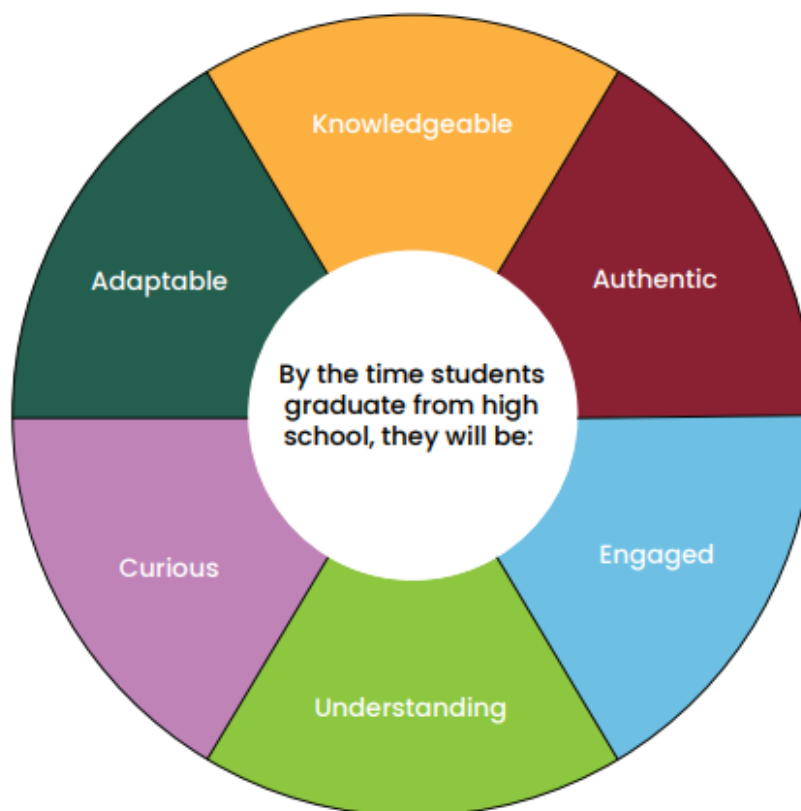 Knowledgeable
Authentic
Engaged
Understanding
Curious
Adaptable
By the time students
graduate from high
school, they will be: